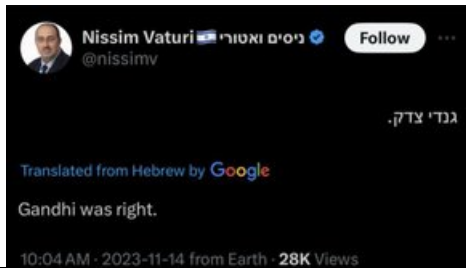 Nissim Vaturi🇮🇱ניסים ואטורי
Follow
@nissimv
גנדי צדק.
Translated from Hebrew by Google
Gandhi was right.
10:04 AM · 2023-11-14 from Earth · 28K Views